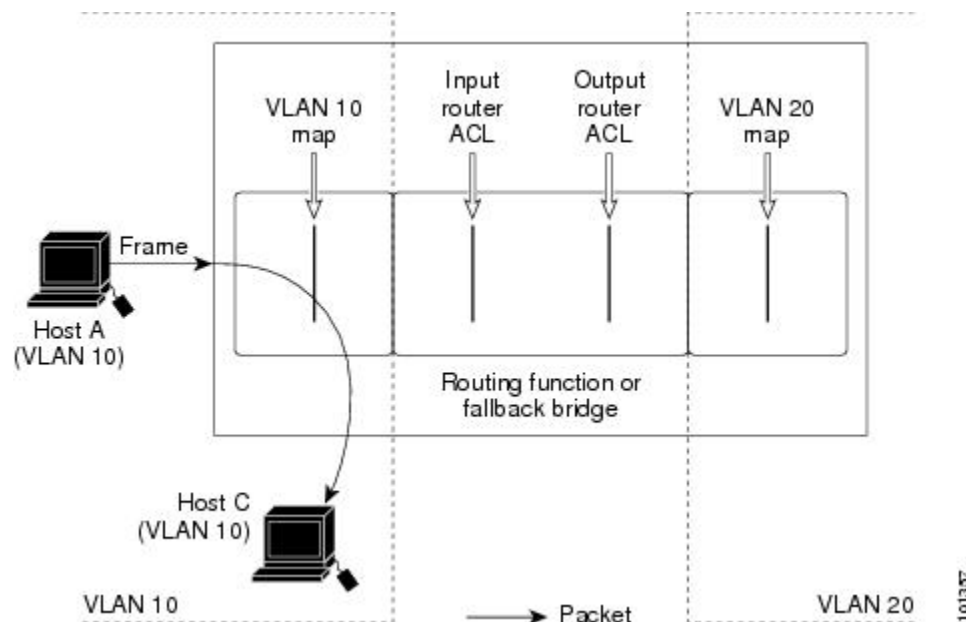 VLAN 10
map
Input
router
ACL
Output
router
ACL
VLAN 20
map
Frame
Host A
(VLAN 10)
Routing function or
fallback bridge
Host C
(VLAN 10)
VLAN 10
Packet
VLAN 20
101357